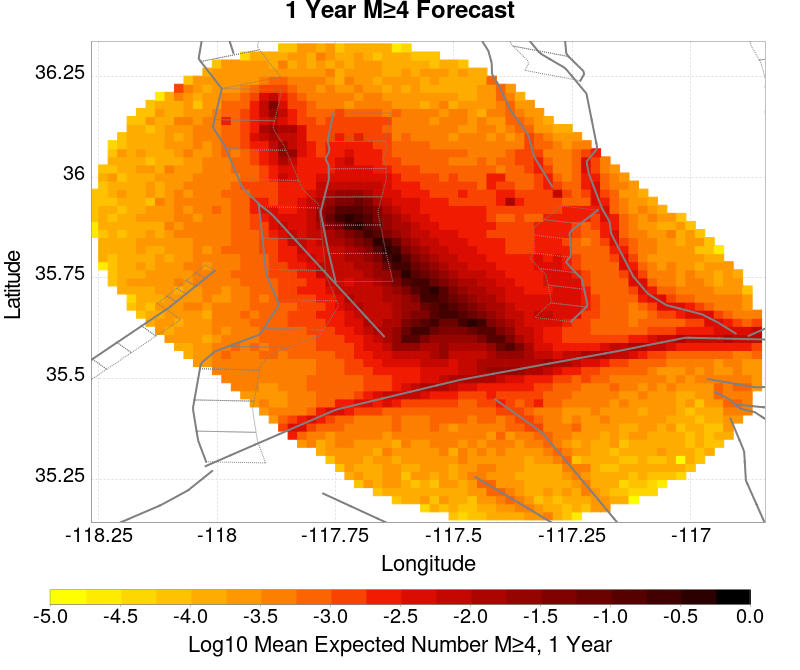 1 Year M≥4 Forecast
36.25
36
35.75
35.5
35.25
Latitude
-118.25 -118 -117.75 -117.5 -117.25 -117
Longitude
-5.0 -4.5 -4.0 -3.5 -3.0 -2.5 -2.0 -1.5 -1.0 -0.5 0.0
Log10 Mean Expected Number M≥4, 1 Year